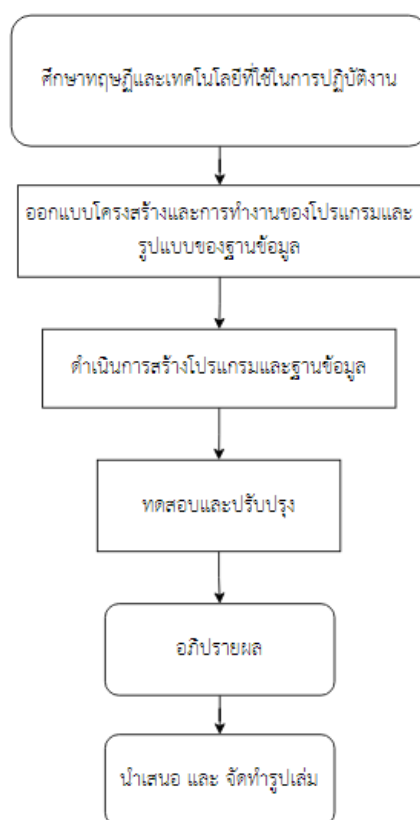 ศึกษาทฤษฎีและเทคโนโลยีที่ใช้ในการปฏิบัติงาน
ออกแบบโครงสร้างและการทำงานของโปรแกรมและ
รูปแบบของฐานข้อมูล
ดำเนินการสร้างโปรแกรมและฐานข้อมูล
ทดสอบและปรับปรุง
อภิปรายผล
นำเสนอ และ จัดทำรูปเล่ม